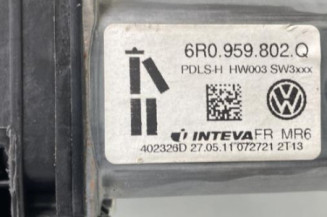 6R0.959.802.Q
PDLS-H HW003 SW3xxx
INTEVA FR MR6
402326D 27.05.11 072721 2T13